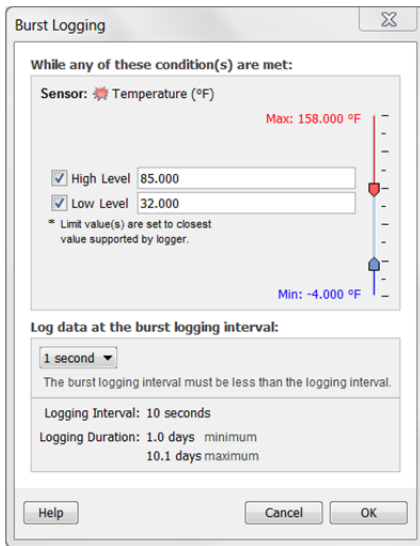 Burst Logging
While any of these condition(s) are met:
Sensor: Temperature (°F)
Max: 158.000 °F
High Level 85.000
Low Level 32.000
* Limit value(s) are set to closest
value supported by logger.
Min: -4.000 °F
Log data at the burst logging interval:
1 second
The burst logging interval must be less than the logging interval.
Logging Interval: 10 seconds
Logging Duration: 1.0 days minimum
10.1 days maximum
Help Cancel OK